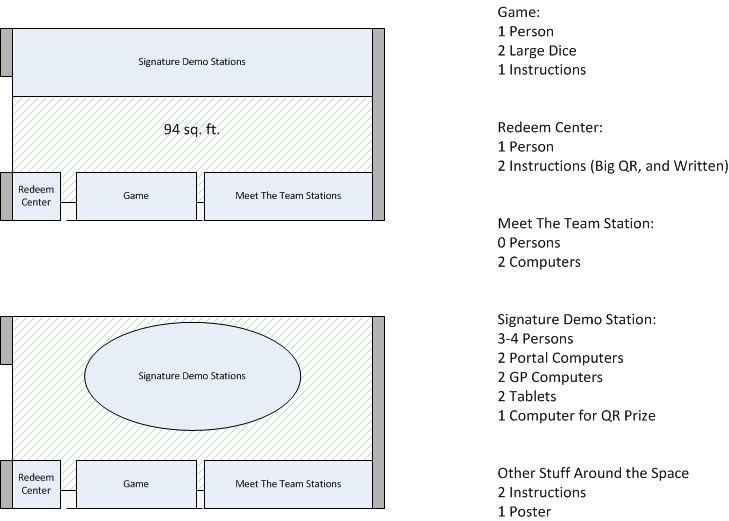 Signature Demo Stations
94 sq. ft.
Redeem
Center
Game
Meet The Team Stations
Signature Demo Stations
Redeem
Center
Game
Meet The Team Stations
Game:
1 Person
2 Large Dice
1 Instructions
Redeem Center:
1 Person
2 Instructions (Big QR, and Written)
Meet The Team Station:
0 Persons
2 Computers
Signature Demo Station:
3-4 Persons
2 Portal Computers
2 GP Computers
2 Tablets
1 Computer for QR Prize
Other Stuff Around the Space
2 Instructions
1 Poster